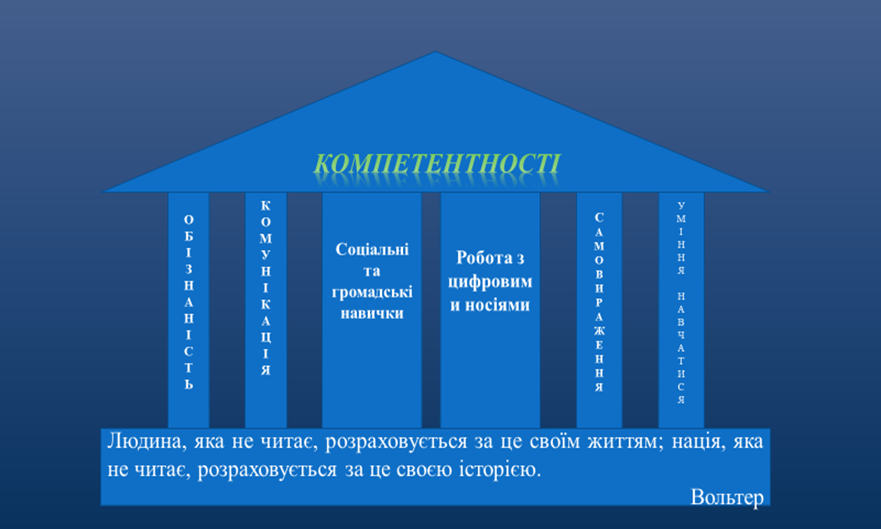 КОМПЕТЕНТНОСТІ
ОБІЗНАНІСТЬ
КОМУНІКАЦІЯ
Соціальні
та
громадські
навички
Робота з
цифровим
и носіями
САМОВИРАЖЕННЯ
УМІННЯ НАВЧАТИСЯ
Людина, яка не читає, розраховується за це своїм життям; нація, яка
не читає, розраховується за це своєю історією.
Вольтер